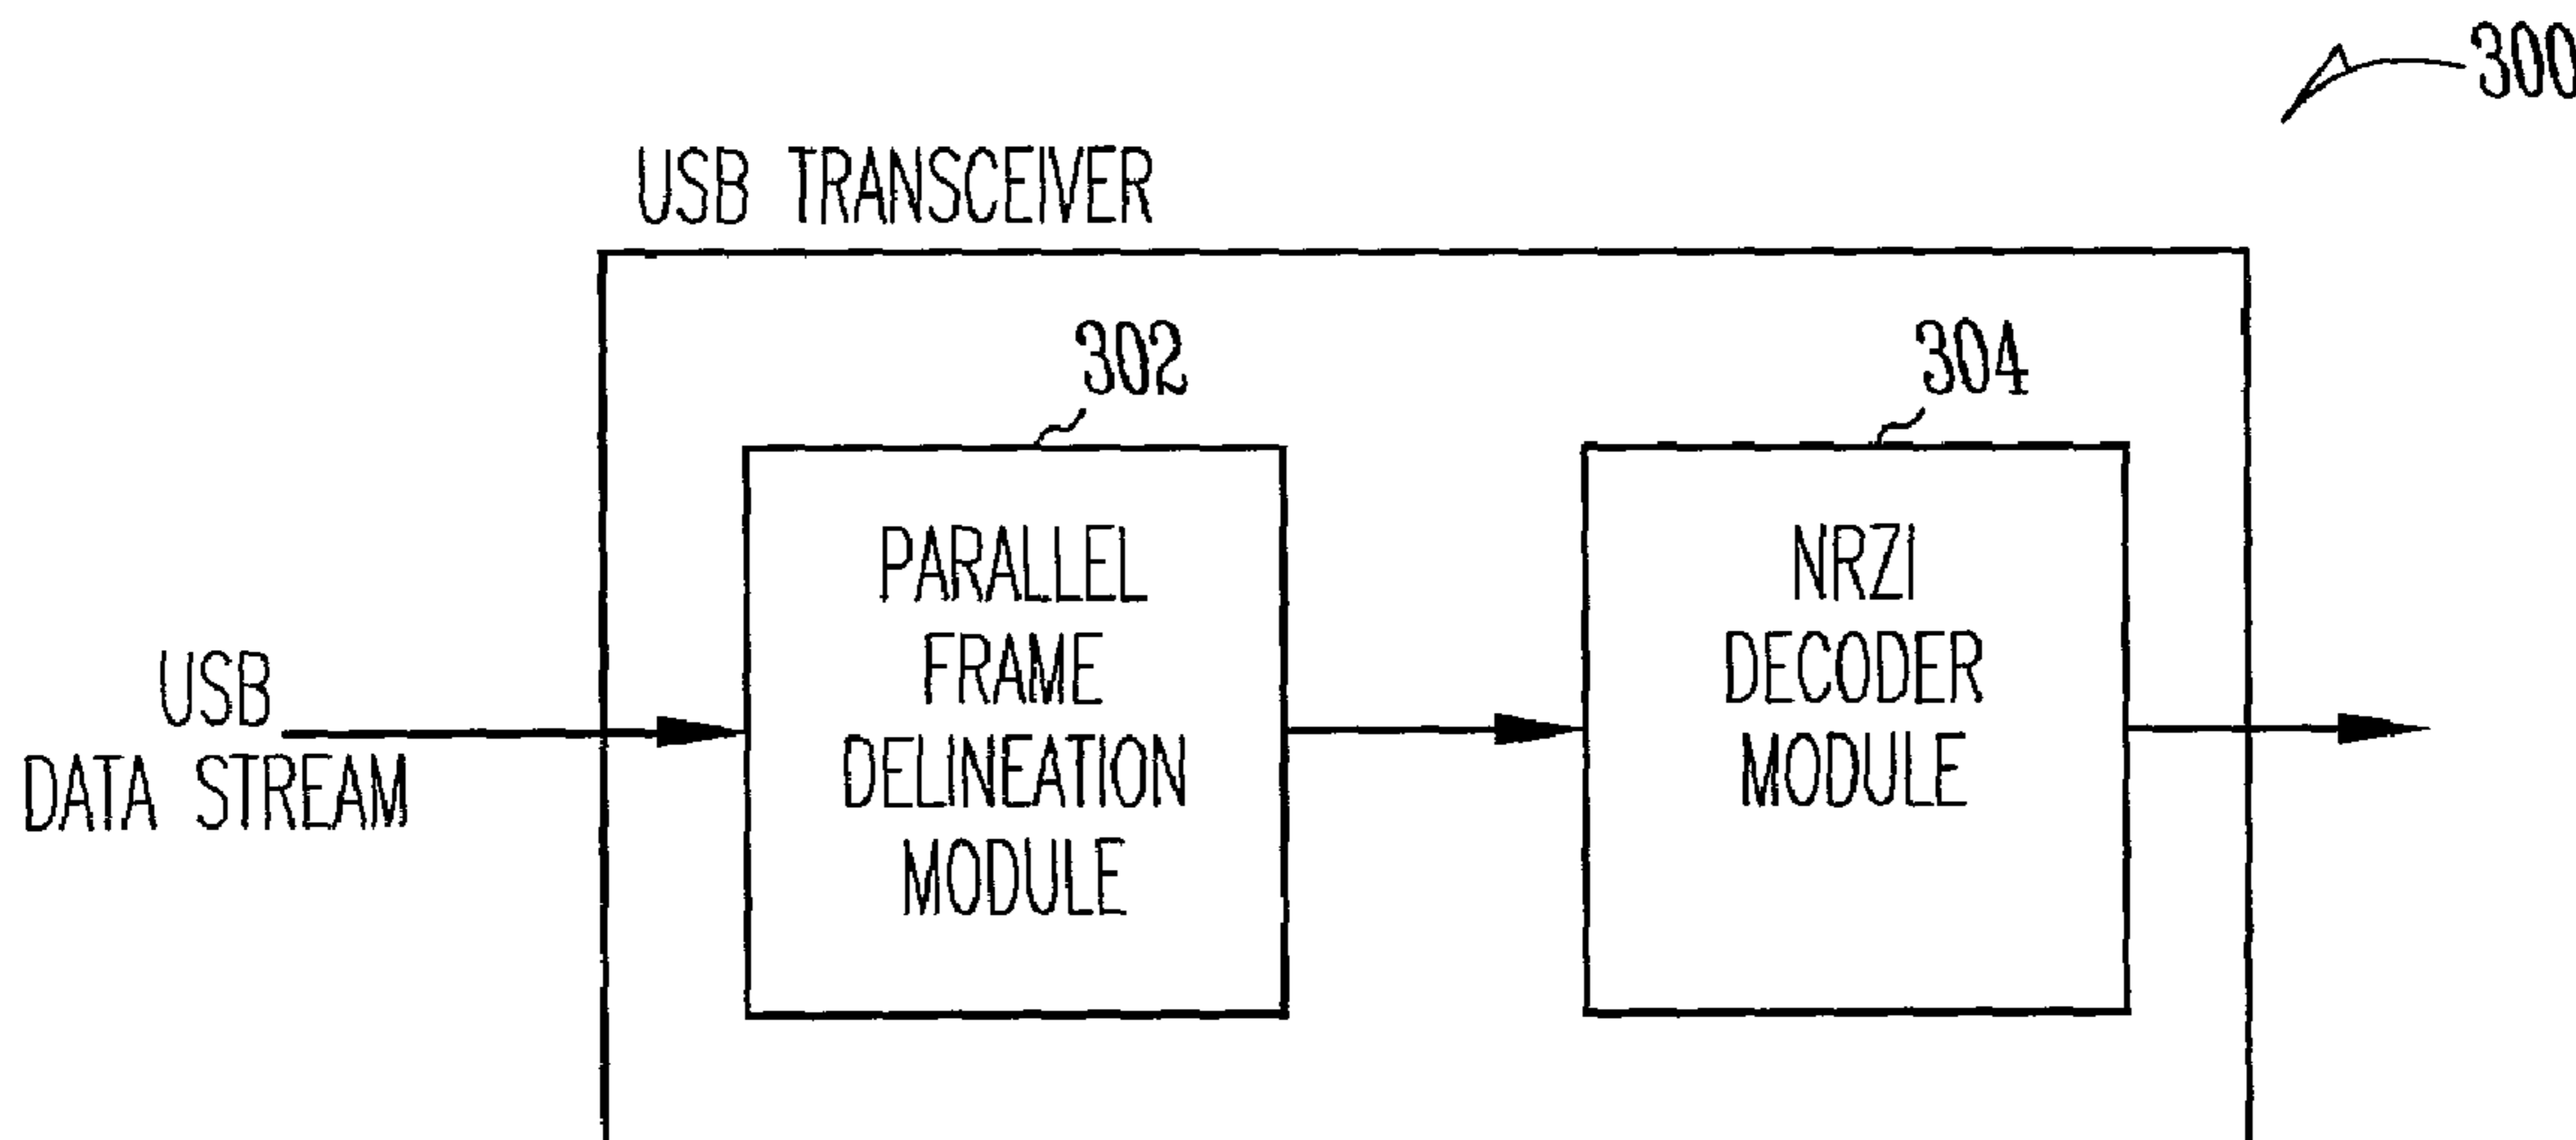 300
USB TRANSCEIVER
302
304
PARALLEL
FRAME
DELINEATION
MODULE
NRZI
DECODER
MODULE
USB
DATA STREAM